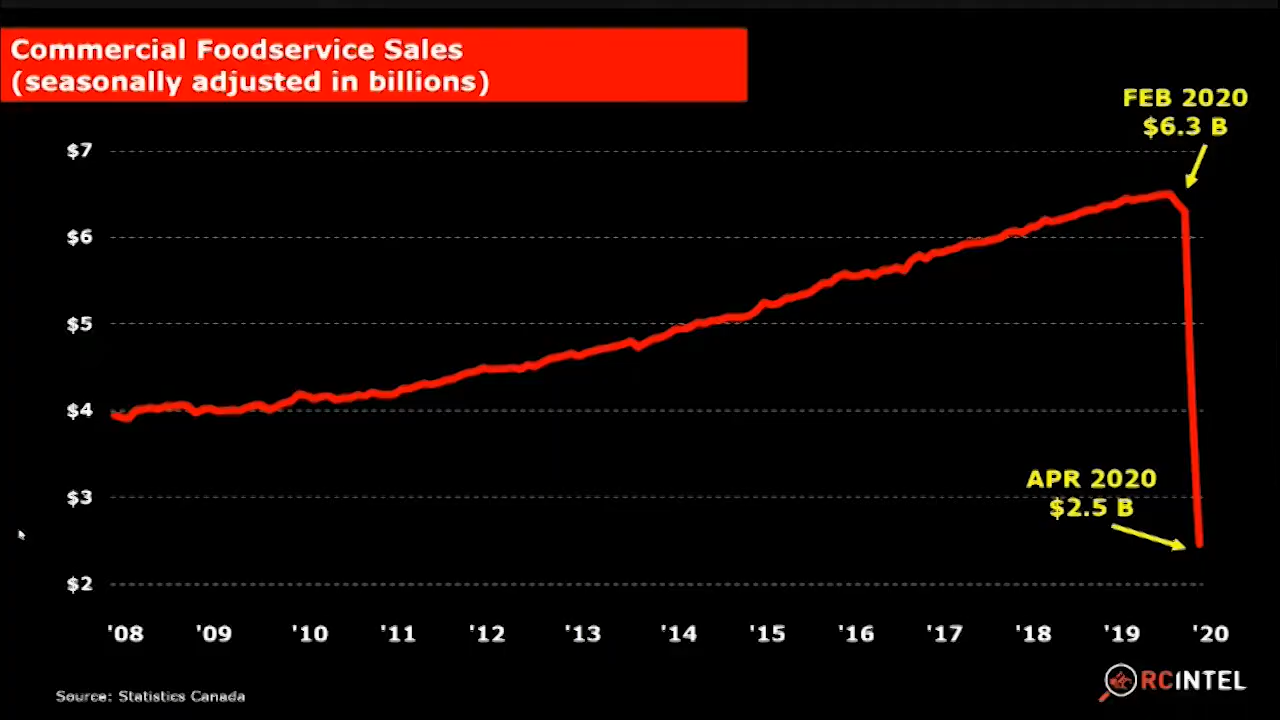 Commercial Foodservice Sales
(seasonally adjusted in billions)
FEB 2020
$6.3 B
$7
$6
$5
$4
$3
$2
APR 2020
$2.5 B
'08 '09 '10 '11 '12 '13 '14 '15 '16 '17 '18 '19 '20
Source: Statistics Canada
RCINTEL